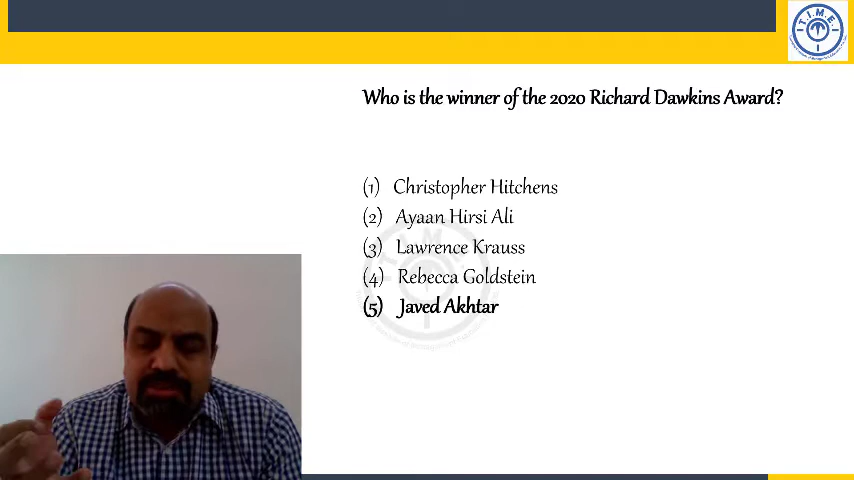 T.I.M.E.
Who is the winner of the 2020 Richard Dawkins Award?
(1) Christopher Hitchens
(2) Ayaan Hirsi Ali
(3) Lawrence Krauss
(4) Rebecca Goldstein
(5) Javed Akhtar